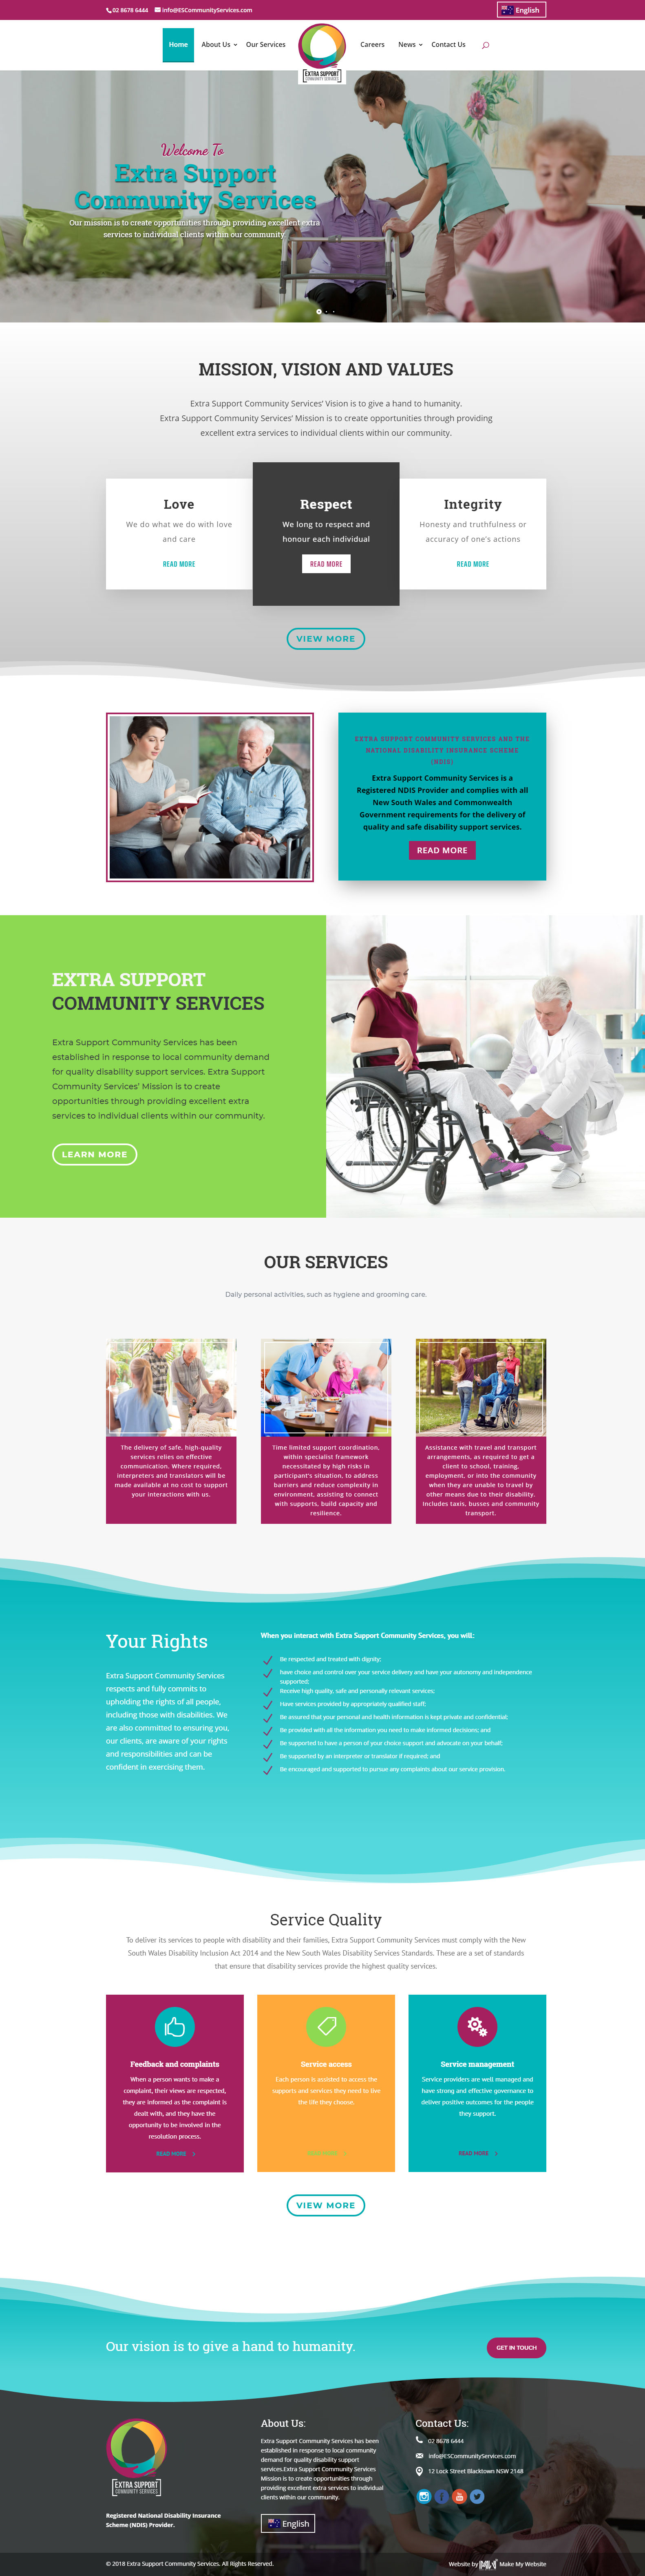 02 8678 6444 info@ESCommunityServices.com English
Home About Us Our Services
EXTRA SUPPORT
COMMUNITY SERVICES
Careers News Contact Us
Welcome To
Extra Support
Community Services
Our mission is to create opportunities through providing excellent extra
services to individual clients within our community.
MISSION, VISION AND VALUES
Extra Support Community Services' Vision is to give a hand to humanity.
Extra Support Community Services' Mission is to create opportunities through providing
excellent extra services to individual clients within our community.
Love
We do what we do with love
and care
READ MORE
Respect
We long to respect and
honour each individual
READ MORE
Integrity
Honesty and truthfulness or
accuracy of one's actions
READ MORE
VIEW MORE
EXTRA SUPPORT COMMUNITY SERVICES AND THE
NATIONAL DISABILITY INSURANCE SCHEME
(NDIS)
Extra Support Community Services is a
Registered NDIS Provider and complies with all
New South Wales and Commonwealth
Government requirements for the delivery of
quality and safe disability support services.
READ MORE
EXTRA SUPPORT
COMMUNITY SERVICES
Extra Support Community Services has been
established in response to local community demand
for quality disability support services. Extra Support
Community Services' Mission is to create
opportunities through providing excellent extra
services to individual clients within our community.
LEARN MORE
OUR SERVICES
Daily personal activities, such as hygiene and grooming care.
The delivery of safe, high-quality
services relies on effective
communication. Where required,
interpreters and translators will be
made available at no cost to support
your interactions with us.
Time limited support coordination,
within specialist framework
necessitated by high risks in
participant's situation, to address
barriers and reduce complexity in
environment, assisting to connect
with supports, build capacity and
resilience.
Assistance with travel and transport
arrangements, as required to get a
client to school, training,
employment, or into the community
when they are unable to travel by
other means due to their disability.
Includes taxis, busses and community
transport.
Your Rights
Extra Support Community Services
respects and fully commits to
upholding the rights of all people,
including those with disabilities. We
are also committed to ensuring you,
our clients, are aware of your rights
and responsibilities and can be
confident in exercising them.
When you interact with Extra Support Community Services, you will:
Be respected and treated with dignity;
have choice and control over your service delivery and have your autonomy and independence
supported;
Receive high quality, safe and personally relevant services;
Have services provided by appropriately qualified staff;
Be assured that your personal and health information is kept private and confidential;
Be provided with all the information you need to make informed decisions; and
Be supported to have a person of your choice support and advocate on your behalf;
Be supported by an interpreter or translator if required; and
Be encouraged and supported to pursue any complaints about our service provision.
Service Quality
To deliver its services to people with disability and their families, Extra Support Community Services must comply with the New
South Wales Disability Inclusion Act 2014 and the New South Wales Disability Services Standards. These are a set of standards
that ensure that disability services provide the highest quality services.
Feedback and complaints
When a person wants to make a
complaint, their views are respected,
they are informed as the complaint is
dealt with, and they have the
opportunity to be involved in the
resolution process.
READ MORE
Service access
Each person is assisted to access the
supports and services they need to live
the life they choose.
READ MORE
Service management
Service providers are well managed and
have strong and effective governance to
deliver positive outcomes for the people
they support.
READ MORE
VIEW MORE
Our vision is to give a hand to humanity.
GET IN TOUCH
EXTRA SUPPORT
COMMUNITY SERVICES
Registered National Disability Insurance
Scheme (NDIS) Provider.
About Us:
Extra Support Community Services has been
established in response to local community
demand for quality disability support
services.Extra Support Community Services
Mission is to create opportunities through
providing excellent extra services to individual
clients within our community.
English
Contact Us:
02 8678 6444
info@ESCommunityServices.com
12 Lock Street Blacktown NSW 2148
You
© 2018 Extra Support Community Services. All Rights Reserved.
Website by Make My Website